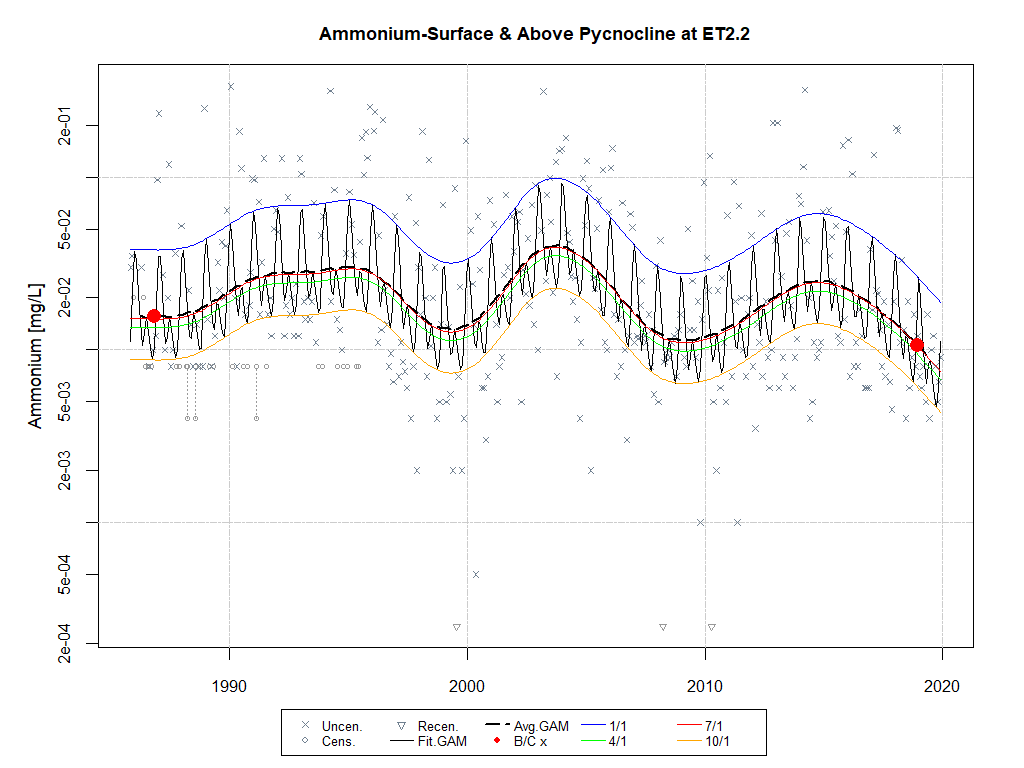 Ammonium-Surface & Above Pycnocline at ET2.2
Ammonium [mg/L]
2e-01
5e-02
2e-02
5e-03
2e-03
5e-04
2e-04
1990
2000
2010
2020
Uncen.
Recen.
Avg.GAM
1/1
7/1
Cens.
Fit.GAM
B/C x
4/1
10/1